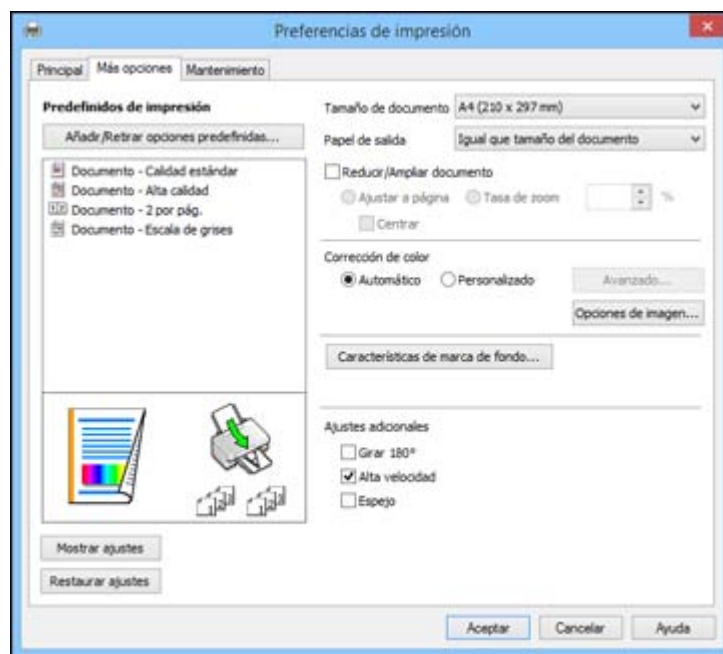 Preferencias de impresión
Principal
Más opciones
Mantenimiento
Predefinidos de impresión
Añadir/Retirar opciones predefinidas...
Documento - Calidad estándar
Documento - Alta calidad
Documento - 2 por pág.
Documento - Escala de grises
Mostrar ajustes
Restaurar ajustes
Tamaño de documento A4 (210 x 297 mm)
Papel de salida Igual que tamaño del documento
Reducir/Ampliar documento
Ajustar a página Tasa de zoom %
Centrar
Corrección de color
Automático Personalizado Avanzado...
Opciones de imagen...
Características de marca de fondo...
Ajustes adicionales
Girar 180°
Alta velocidad
Espejo
Aceptar Cancelar Ayuda